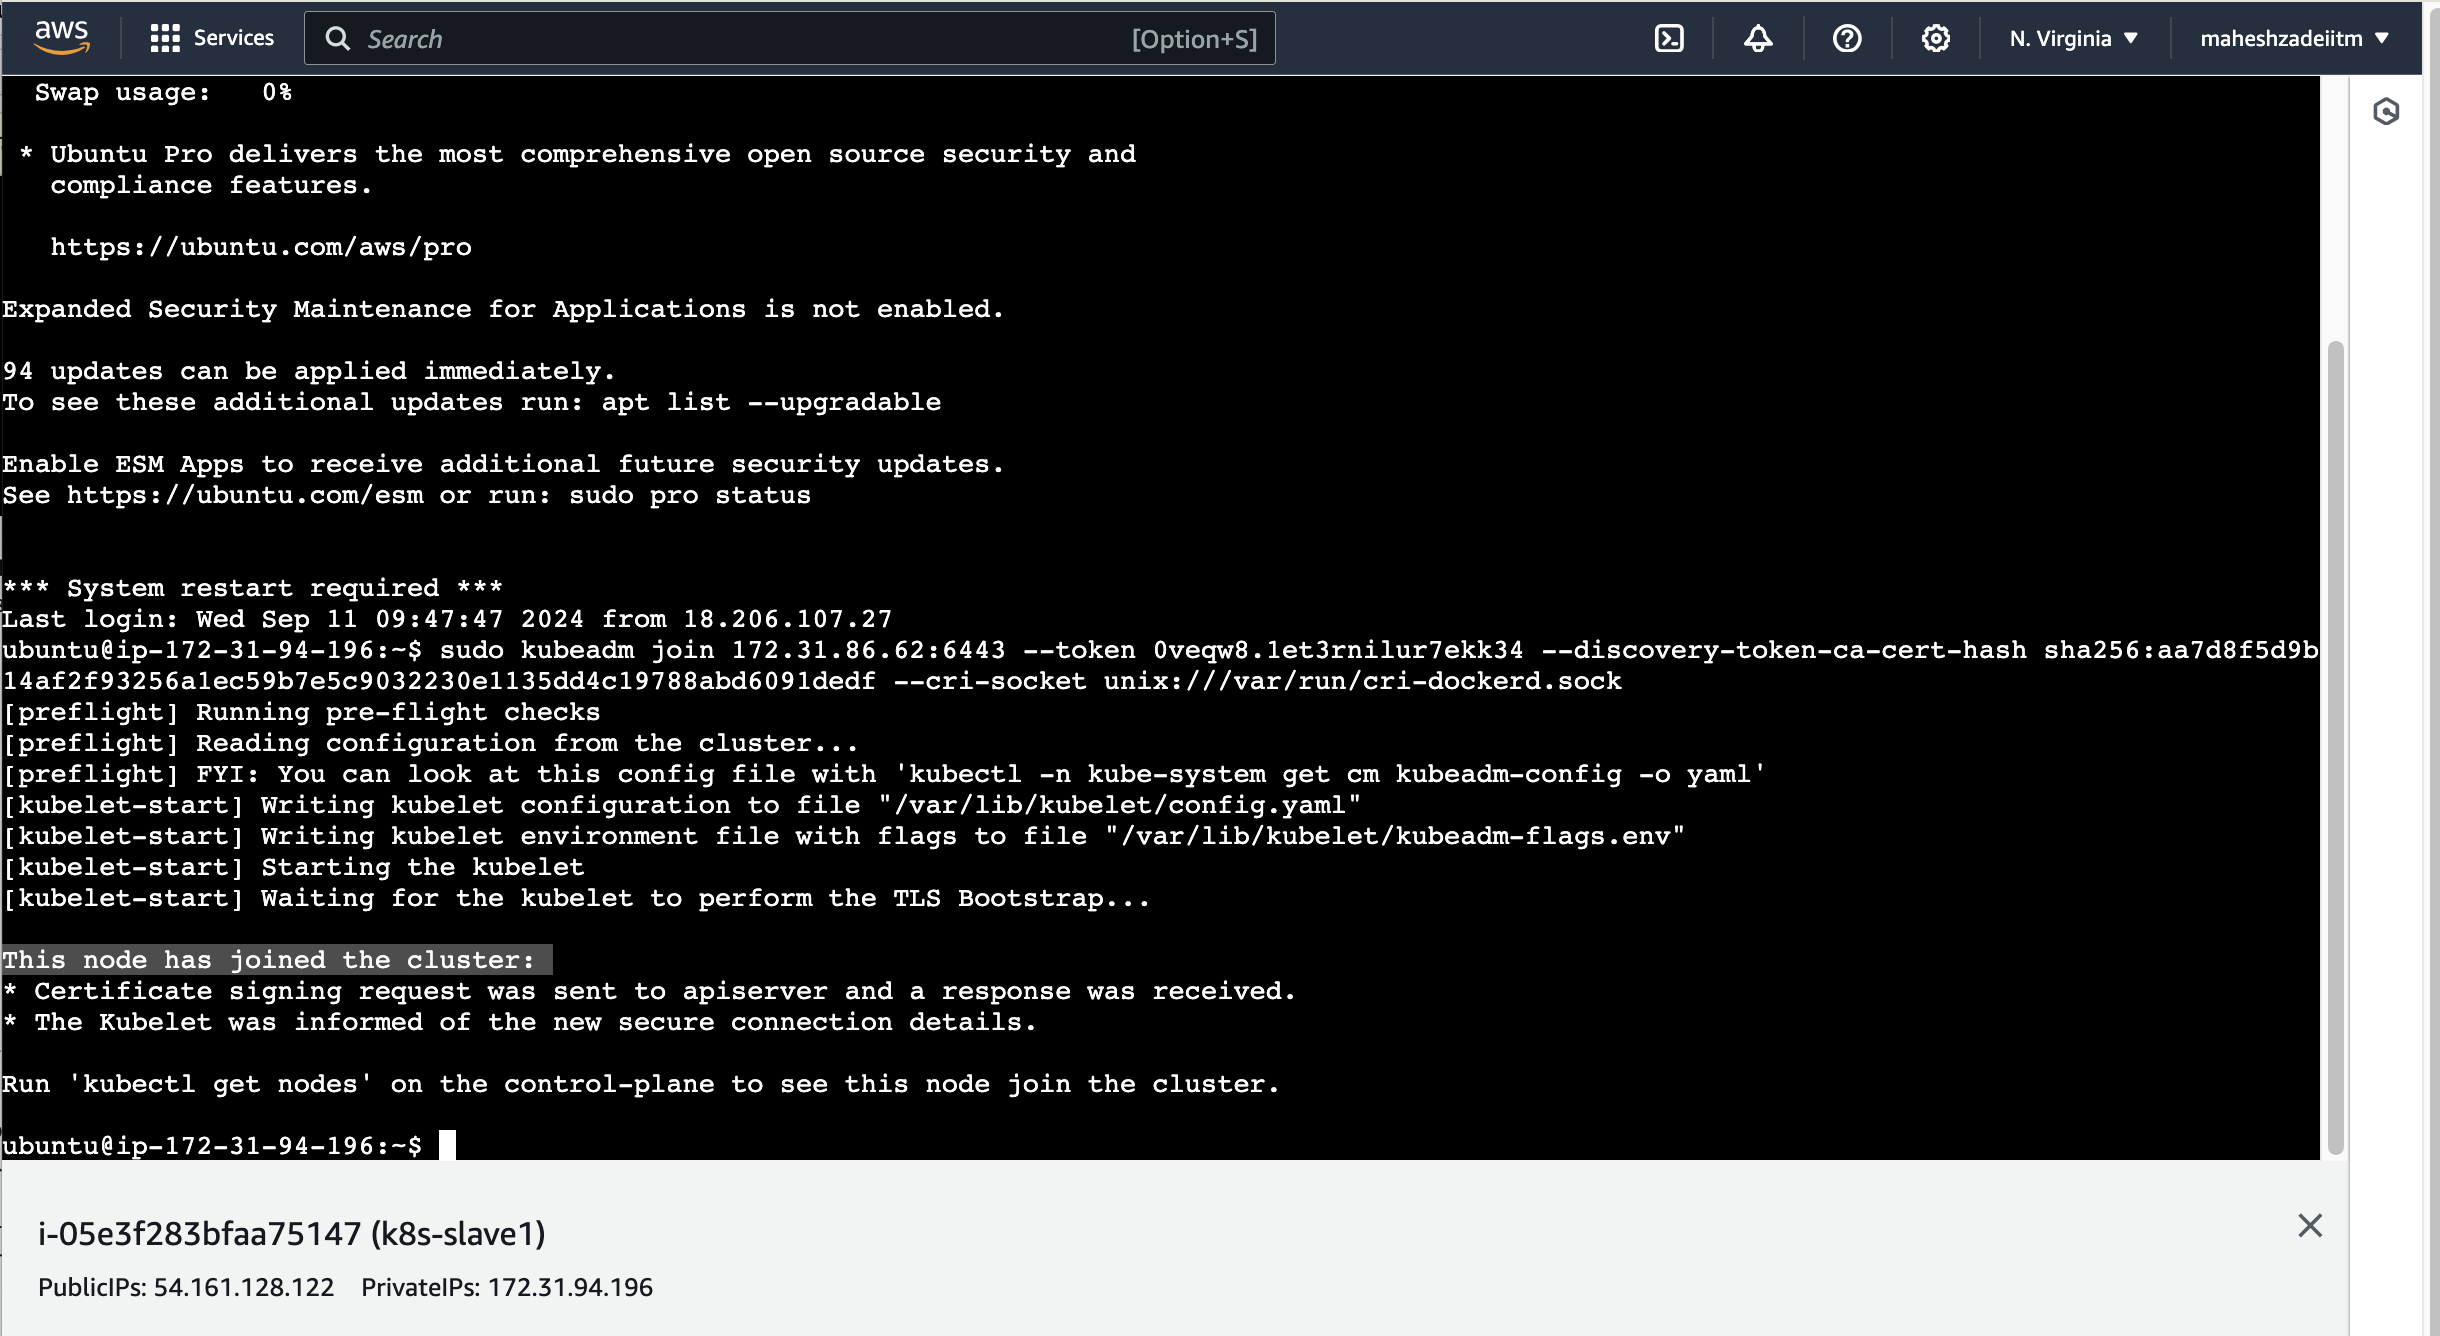 aws Services Search [Option+S] N. Virginia maheshzadeiitm
Swap usage:   0%
* Ubuntu Pro delivers the most comprehensive open source security and
compliance features.
https://ubuntu.com/aws/pro
Expanded Security Maintenance for Applications is not enabled.
94 updates can be applied immediately.
To see these additional updates run: apt list --upgradable
Enable ESM Apps to receive additional future security updates.
See https://ubuntu.com/esm or run: sudo pro status
*** System restart required ***
Last login: Wed Sep 11 09:47:47 2024 from 18.206.107.27
ubuntu@ip-172-31-94-196:~$ sudo kubeadm join 172.31.86.62:6443 --token 0veqw8.1et3rnilur7ekk34 --discovery-token-ca-cert-hash sha256:aa7d8f5d9b
14af2f93256a1ec59b7e5c9032230e1135dd4c19788abd6091dedf --cri-socket unix:///var/run/cri-dockerd.sock
[preflight] Running pre-flight checks
[preflight] Reading configuration from the cluster...
[preflight] FYI: You can look at this config file with 'kubectl -n kube-system get cm kubeadm-config -o yaml'
[kubelet-start] Writing kubelet configuration to file "/var/lib/kubelet/config.yaml"
[kubelet-start] Writing kubelet environment file with flags to file "/var/lib/kubelet/kubeadm-flags.env"
[kubelet-start] Starting the kubelet
[kubelet-start] Waiting for the kubelet to perform the TLS Bootstrap...
This node has joined the cluster:
* Certificate signing request was sent to apiserver and a response was received.
* The Kubelet was informed of the new secure connection details.
Run 'kubectl get nodes' on the control-plane to see this node join the cluster.
ubuntu@ip-172-31-94-196:~$
i-05e3f283bfaa75147 (k8s-slave1)
PublicIPs: 54.161.128.122 PrivateIPs: 172.31.94.196